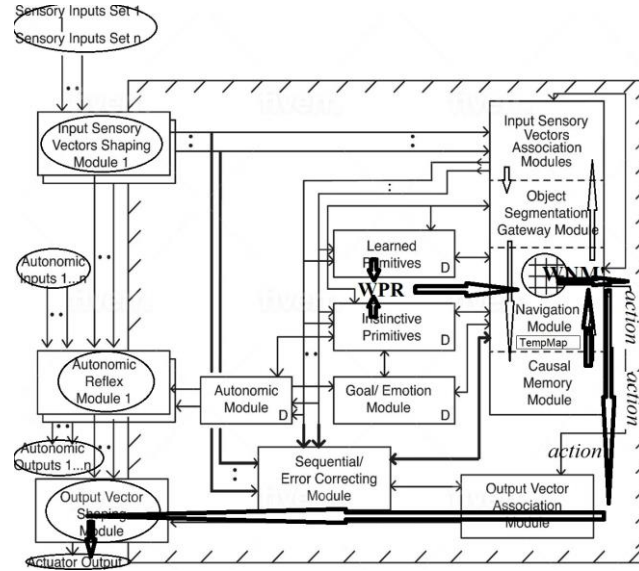 Sensory Inputs Set 1
Sensory Inputs Set n
Input Sensory
Vectors Shaping
Module 1
Input Sensory
Vectors
Association
Modules
Object
Segmentation
Gateway Module
Learned
Primitives
D
WPR
WNM'
Autonomic
Inputs 1...n
Instinctive
Primitives
D
Navigation
Module
TempMap
action
action
Causal
Memory
Module
Autonomic
Reflex
Module 1
Autonomic
Module
D
Goal/ Emotion
Module
D
Autonomic
Outputs 1...n
action
Sequential/
Error Correcting
Module
Output Vector
Association
Module
Output Vector
Shaping
Module
Actuator Output